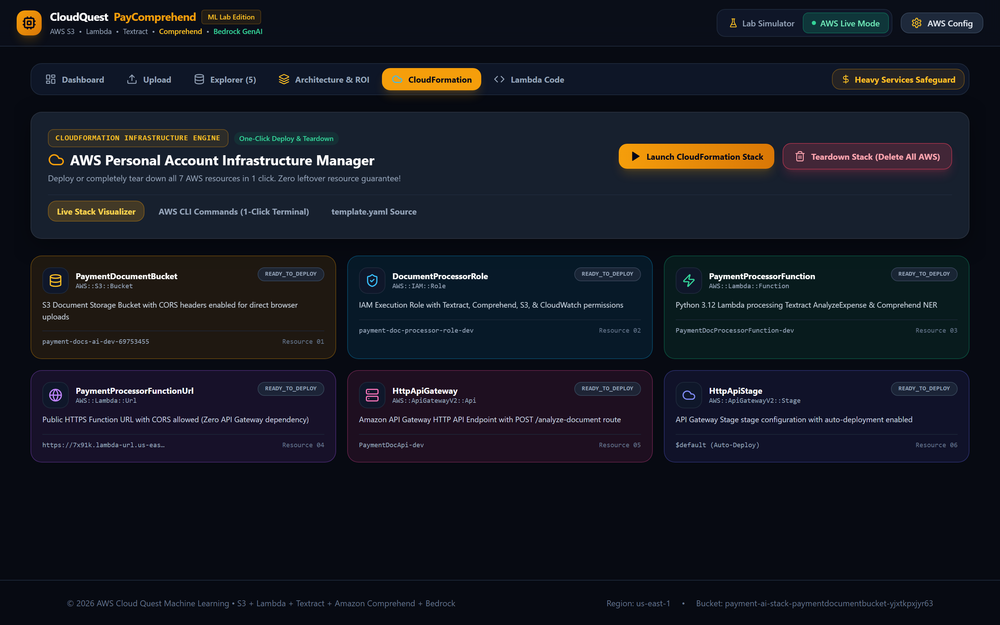 CloudQuest PayComprehend ML Lab Edition
AWS S3 • Lambda • Textract • Comprehend • Bedrock GenAI
Lab Simulator
AWS Live Mode
AWS Config
Dashboard
Upload
Explorer (5)
Architecture & ROI
CloudFormation
Lambda Code
Heavy Services Safeguard
CLOUDFORMATION INFRASTRUCTURE ENGINE
One-Click Deploy & Teardown
AWS Personal Account Infrastructure Manager
Deploy or completely tear down all 7 AWS resources in 1 click. Zero leftover resource guarantee!
Launch CloudFormation Stack
Teardown Stack (Delete All AWS)
Live Stack Visualizer
AWS CLI Commands (1-Click Terminal)
template.yaml Source
PaymentDocumentBucket
READY_TO_DEPLOY
AWS::S3::Bucket
S3 Document Storage Bucket with CORS headers enabled for direct browser
uploads
payment-docs-ai-dev-69753455
Resource 01
DocumentProcessorRole
READY_TO_DEPLOY
AWS::IAM::Role
IAM Execution Role with Textract, Comprehend, S3, & CloudWatch permissions
payment-doc-processor-role-dev
Resource 02
PaymentProcessorFunction
READY_TO_DEPLOY
AWS::Lambda::Function
Python 3.12 Lambda processing Textract AnalyzeExpense & Comprehend NER
PaymentDocProcessorFunction-dev
Resource 03
PaymentProcessorFunctionUrl
READY_TO_DEPLOY
AWS::Lambda::Url
Public HTTPS Function URL with CORS allowed (Zero API Gateway dependency)
https://7x91k.lambda-url.us-eas…
Resource 04
HttpApiGateway
READY_TO_DEPLOY
AWS::ApiGatewayV2::Api
Amazon API Gateway HTTP API Endpoint with POST /analyze-document route
PaymentDocApi-dev
Resource 05
HttpApiStage
READY_TO_DEPLOY
AWS::ApiGatewayV2::Stage
API Gateway Stage stage configuration with auto-deployment enabled
$default (Auto-Deploy)
Resource 06
© 2026 AWS Cloud Quest Machine Learning • S3 + Lambda + Textract + Amazon Comprehend + Bedrock
Region: us-east-1 • Bucket: payment-ai-stack-paymentdocumentbucket-yjxtkpxjyr63